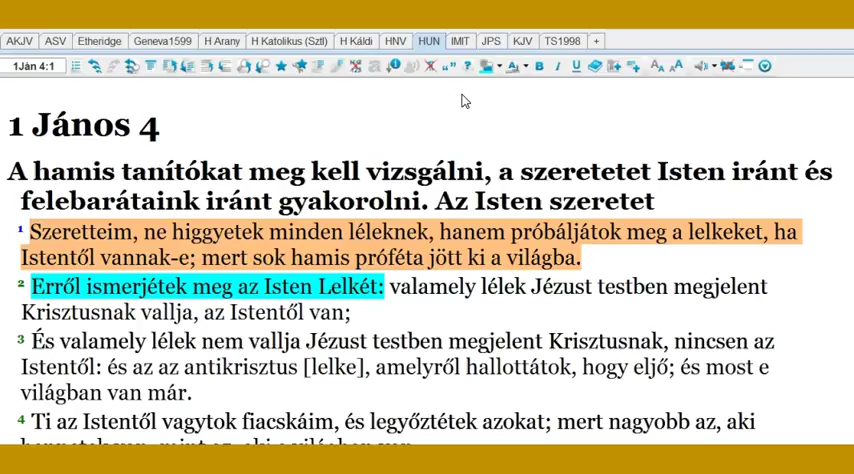 AKJV ASV Etheridge Geneva1599 H Arany H Katolikus (Sztl) H Káldi HNV HUN IMIT JPS KJV TS1998 +
1Ján 4:1
1 János 4
A hamis tanítókat meg kell vizsgálni, a szeretetet Isten iránt és
felebarátaink iránt gyakorolni. Az Isten szeretet
1 Szeretteim, ne higgyetek minden léleknek, hanem próbáljátok meg a lelkeket, ha
Istentől vannak-e; mert sok hamis próféta jött ki a világba.
2 Erről ismerjétek meg az Isten Lelkét: valamely lélek Jézust testben megjelent
Krisztusnak vallja, az Istentől van;
3 És valamely lélek nem vallja Jézust testben megjelent Krisztusnak, nincsen az
Istentől: és az az antikrisztus [lelke], amelyről hallottátok, hogy eljő; és most e
világban van már.
4 Ti az Istentől vagytok fiacskáim, és legyőztétek azokat; mert nagyobb az, aki